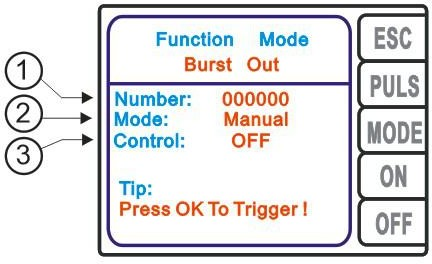 Function Mode
Burst Out
1
Number: 000000
2
Mode: Manual
3
Control: OFF
Tip:
Press OK To Trigger !
ESC
PULS
MODE
ON
OFF